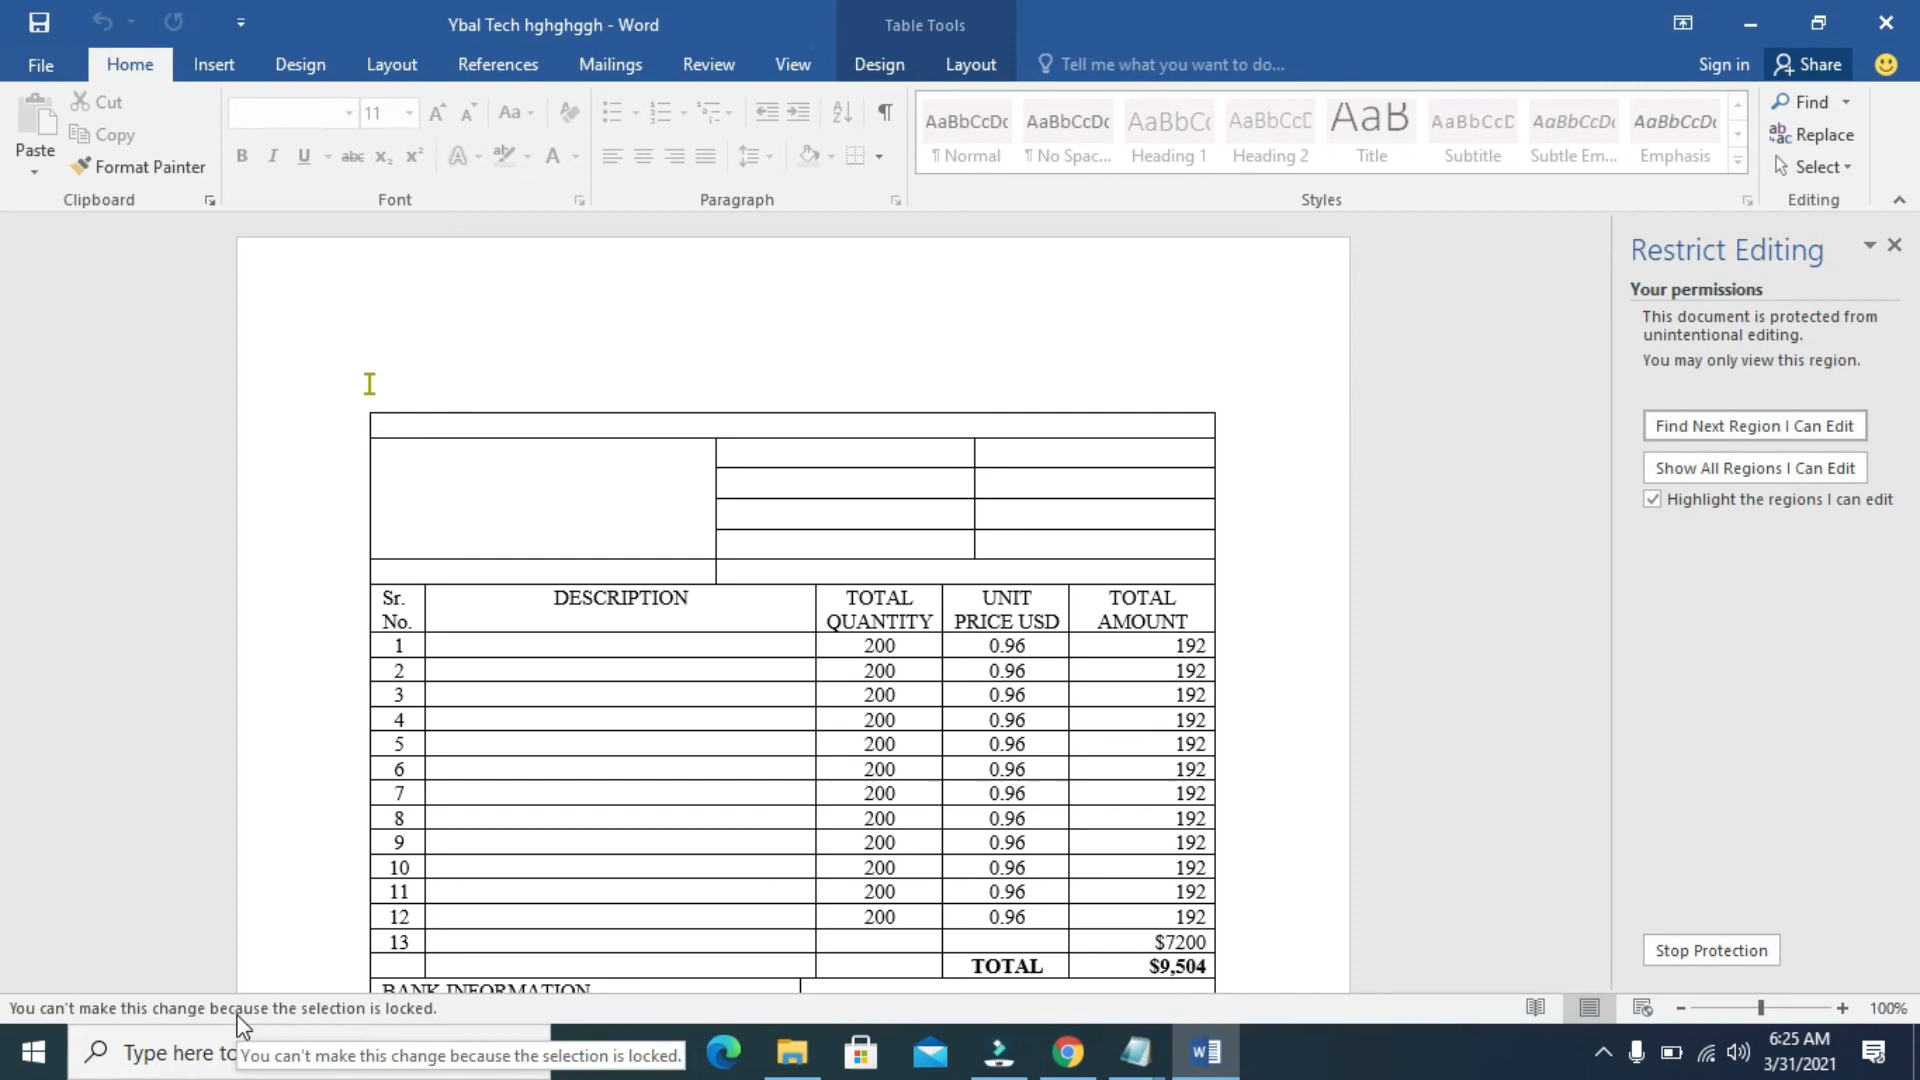 Ybal Tech hghghggh - Word
Table Tools
File
Home
Insert
Design
Layout
References
Mailings
Review
View
Design
Layout
Tell me what you want to do...
Sign in
Share
Paste
Cut
Copy
Format Painter
Clipboard
11
Aa
B I U abc X₂ X²
A
A
Font
Paragraph
AaBbCcDc
¶ Normal
AaBbCcDc
¶ No Spac...
AaBbC
Heading 1
AaBbCcD
Heading 2
AaB
Title
AaBbCcD
Subtitle
AaBbCcDc
Subtle Em...
AaBbCcDc
Emphasis
Styles
Find
Replace
Select
Editing
Sr. No. DESCRIPTION TOTAL QUANTITY UNIT PRICE USD TOTAL AMOUNT
1 200 0.96 192
2 200 0.96 192
3 200 0.96 192
4 200 0.96 192
5 200 0.96 192
6 200 0.96 192
7 200 0.96 192
8 200 0.96 192
9 200 0.96 192
10 200 0.96 192
11 200 0.96 192
12 200 0.96 192
13 $7200
TOTAL $9,504
BANK INFORMATION
Restrict Editing
Your permissions
This document is protected from
unintentional editing.
You may only view this region.
Find Next Region I Can Edit
Show All Regions I Can Edit
Highlight the regions I can edit
Stop Protection
You can't make this change because the selection is locked.
100%
Type here to
You can't make this change because the selection is locked.
6:25 AM
3/31/2021